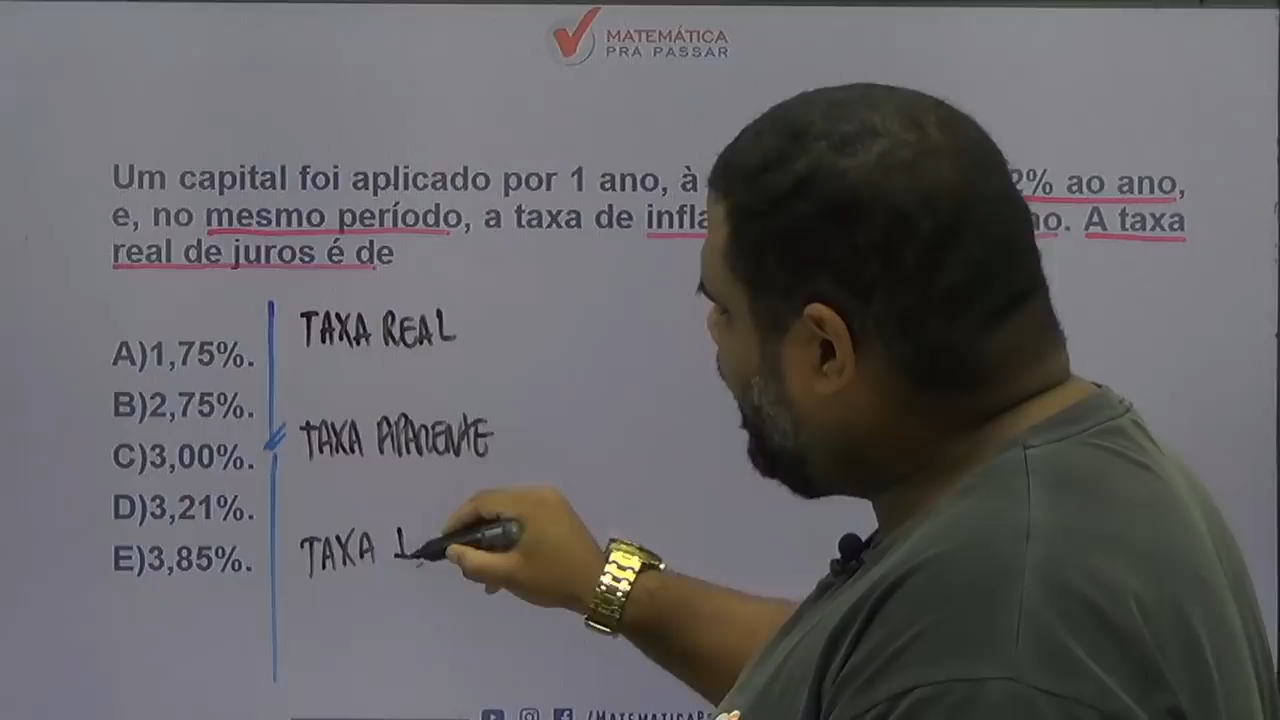 MATEMÁTICA
PRA PASSAR
Um capital foi aplicado por 1 ano, à 2% ao ano,
e, no mesmo período, a taxa de infla no. A taxa
real de juros é de
A)1,75%.
B)2,75%.
C)3,00%.
D)3,21%.
E)3,85%.
TAXA REAL
TAXA APARENTE
TAXA I
/MATEMATICAP